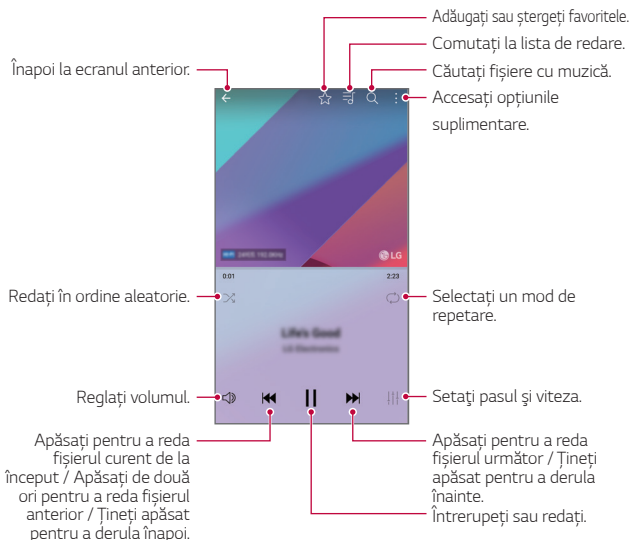 Adăugați sau ștergeți favoritele.
Comutați la lista de redare.
Înapoi la ecranul anterior.
Căutați fișiere cu muzică.
Accesați opțiunile
suplimentare.
LG
0:01
2:23
Redați în ordine aleatorie.
Selectați un mod de
repetare.
Life's Good
LG Electronics
Reglați volumul.
Setaţi pasul şi viteza.
Apăsați pentru a reda
fișierul curent de la
început / Apăsați de două
ori pentru a reda fișierul
anterior / Țineți apăsat
pentru a derula înapoi.
Apăsați pentru a reda
fișierul următor / Țineți
apăsat pentru a derula
înainte.
Întrerupeți sau redați.